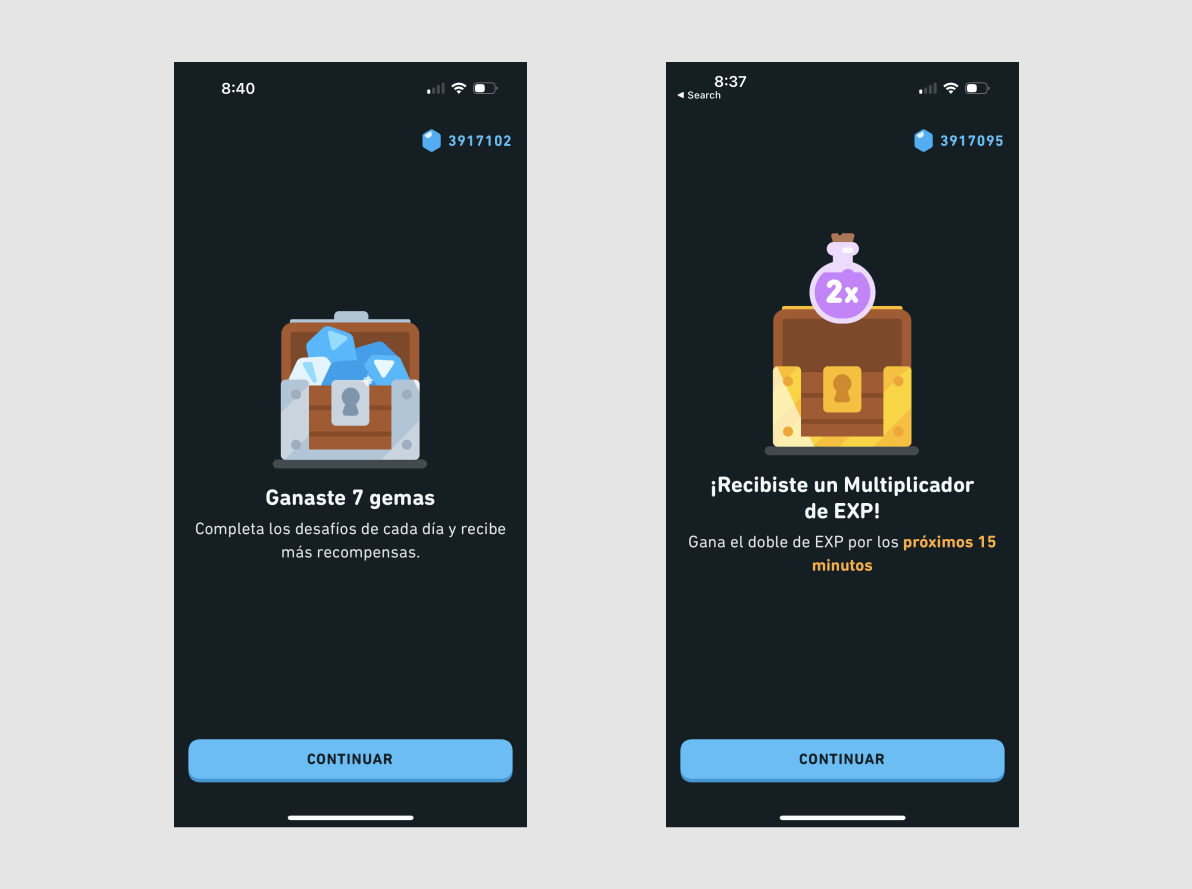 8:40
3917102
Ganaste 7 gemas
Completa los desafíos de cada día y recibe
más recompensas.
CONTINUAR
8:37
◀ Search
3917095
2x
¡Recibiste un Multiplicador
de EXP!
Gana el doble de EXP por los próximos 15
minutos
CONTINUAR